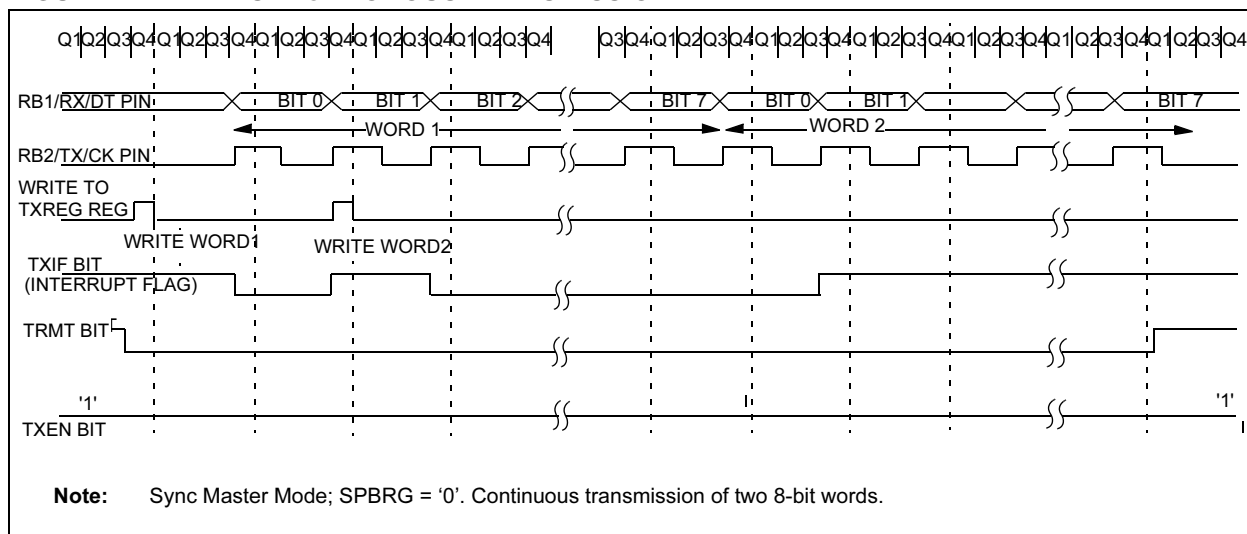 Q1Q2Q3Q4Q1Q2Q3Q4Q1Q2Q3Q4Q1Q2Q3Q4Q1Q2Q3Q4 Q3Q4Q1Q2Q3Q4Q1Q2Q3Q4Q1Q2Q3Q4Q1Q2Q3Q4Q1Q2Q3Q4Q1Q2Q3Q4
RB1/RX/DT PIN BIT 0 BIT 1 BIT 2 BIT 7 BIT 0 BIT 1 BIT 7
WORD 1 WORD 2
RB2/TX/CK PIN
WRITE TO
TXREG REG
WRITE WORD1 WRITE WORD2
TXIF BIT
(INTERRUPT FLAG)
TRMT BIT
'1' '1'
TXEN BIT
Note: Sync Master Mode; SPBRG = ‘0’. Continuous transmission of two 8-bit words.